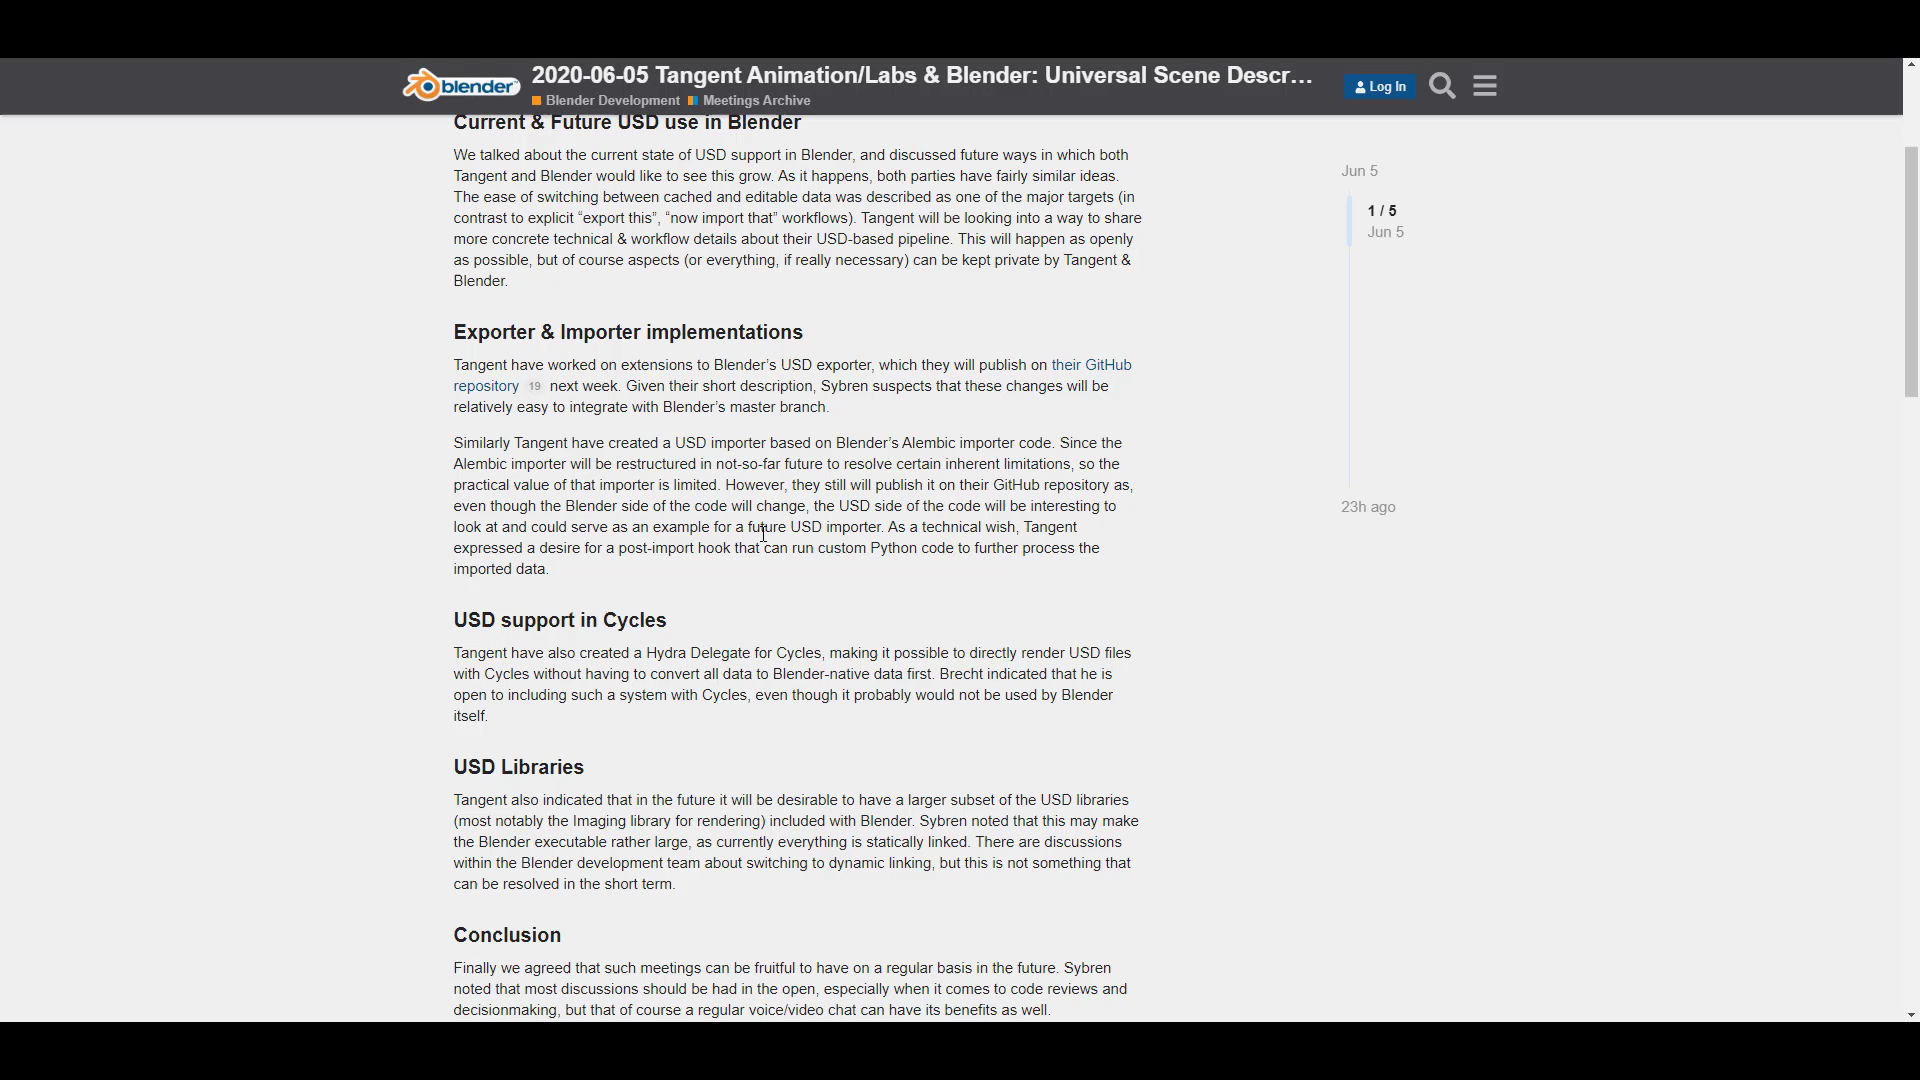 blender
2020-06-05 Tangent Animation/Labs & Blender: Universal Scene Descr...
Blender Development Meetings Archive
Log In
Current & Future USD use in Blender
We talked about the current state of USD support in Blender, and discussed future ways in which both
Tangent and Blender would like to see this grow. As it happens, both parties have fairly similar ideas.
The ease of switching between cached and editable data was described as one of the major targets (in
contrast to explicit “export this”, “now import that” workflows). Tangent will be looking into a way to share
more concrete technical & workflow details about their USD-based pipeline. This will happen as openly
as possible, but of course aspects (or everything, if really necessary) can be kept private by Tangent &
Blender.
Exporter & Importer implementations
Tangent have worked on extensions to Blender’s USD exporter, which they will publish on their GitHub
repository 19 next week. Given their short description, Sybren suspects that these changes will be
relatively easy to integrate with Blender’s master branch.
Similarly Tangent have created a USD importer based on Blender’s Alembic importer code. Since the
Alembic importer will be restructured in not-so-far future to resolve certain inherent limitations, so the
practical value of that importer is limited. However, they still will publish it on their GitHub repository as,
even though the Blender side of the code will change, the USD side of the code will be interesting to
look at and could serve as an example for a future USD importer. As a technical wish, Tangent
expressed a desire for a post-import hook that can run custom Python code to further process the
imported data.
USD support in Cycles
Tangent have also created a Hydra Delegate for Cycles, making it possible to directly render USD files
with Cycles without having to convert all data to Blender-native data first. Brecht indicated that he is
open to including such a system with Cycles, even though it probably would not be used by Blender
itself.
USD Libraries
Tangent also indicated that in the future it will be desirable to have a larger subset of the USD libraries
(most notably the Imaging library for rendering) included with Blender. Sybren noted that this may make
the Blender executable rather large, as currently everything is statically linked. There are discussions
within the Blender development team about switching to dynamic linking, but this is not something that
can be resolved in the short term.
Conclusion
Finally we agreed that such meetings can be fruitful to have on a regular basis in the future. Sybren
noted that most discussions should be had in the open, especially when it comes to code reviews and
decisionmaking, but that of course a regular voice/video chat can have its benefits as well.
Jun 5
1 / 5
Jun 5
23h ago